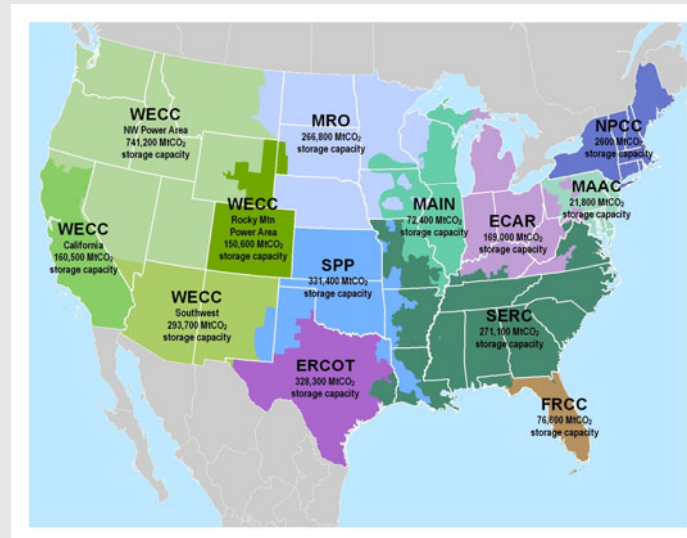 WECC
NW Power Area
741,200 MtCO₂
storage capacity
MRO
266,800 MtCO₂
storage capacity
NPCC
2600 MtCO₂
storage capacity
WECC
Rocky Mtn
Power Area
150,600 MtCO₂
storage capacity
MAIN
72,400 MtCO₂
storage capacity
MAAC
21,800 MtCO₂
storage capacity
ECAR
169,000 MtCO₂
storage capacity
WECC
California
160,500 MtCO₂
storage capacity
SPP
331,400 MtCO₂
storage capacity
WECC
Southwest
293,700 MtCO₂
storage capacity
SERC
271,100 MtCO₂
storage capacity
ERCOT
328,300 MtCO₂
storage capacity
FRCC
76,600 MtCO₂
storage capacity